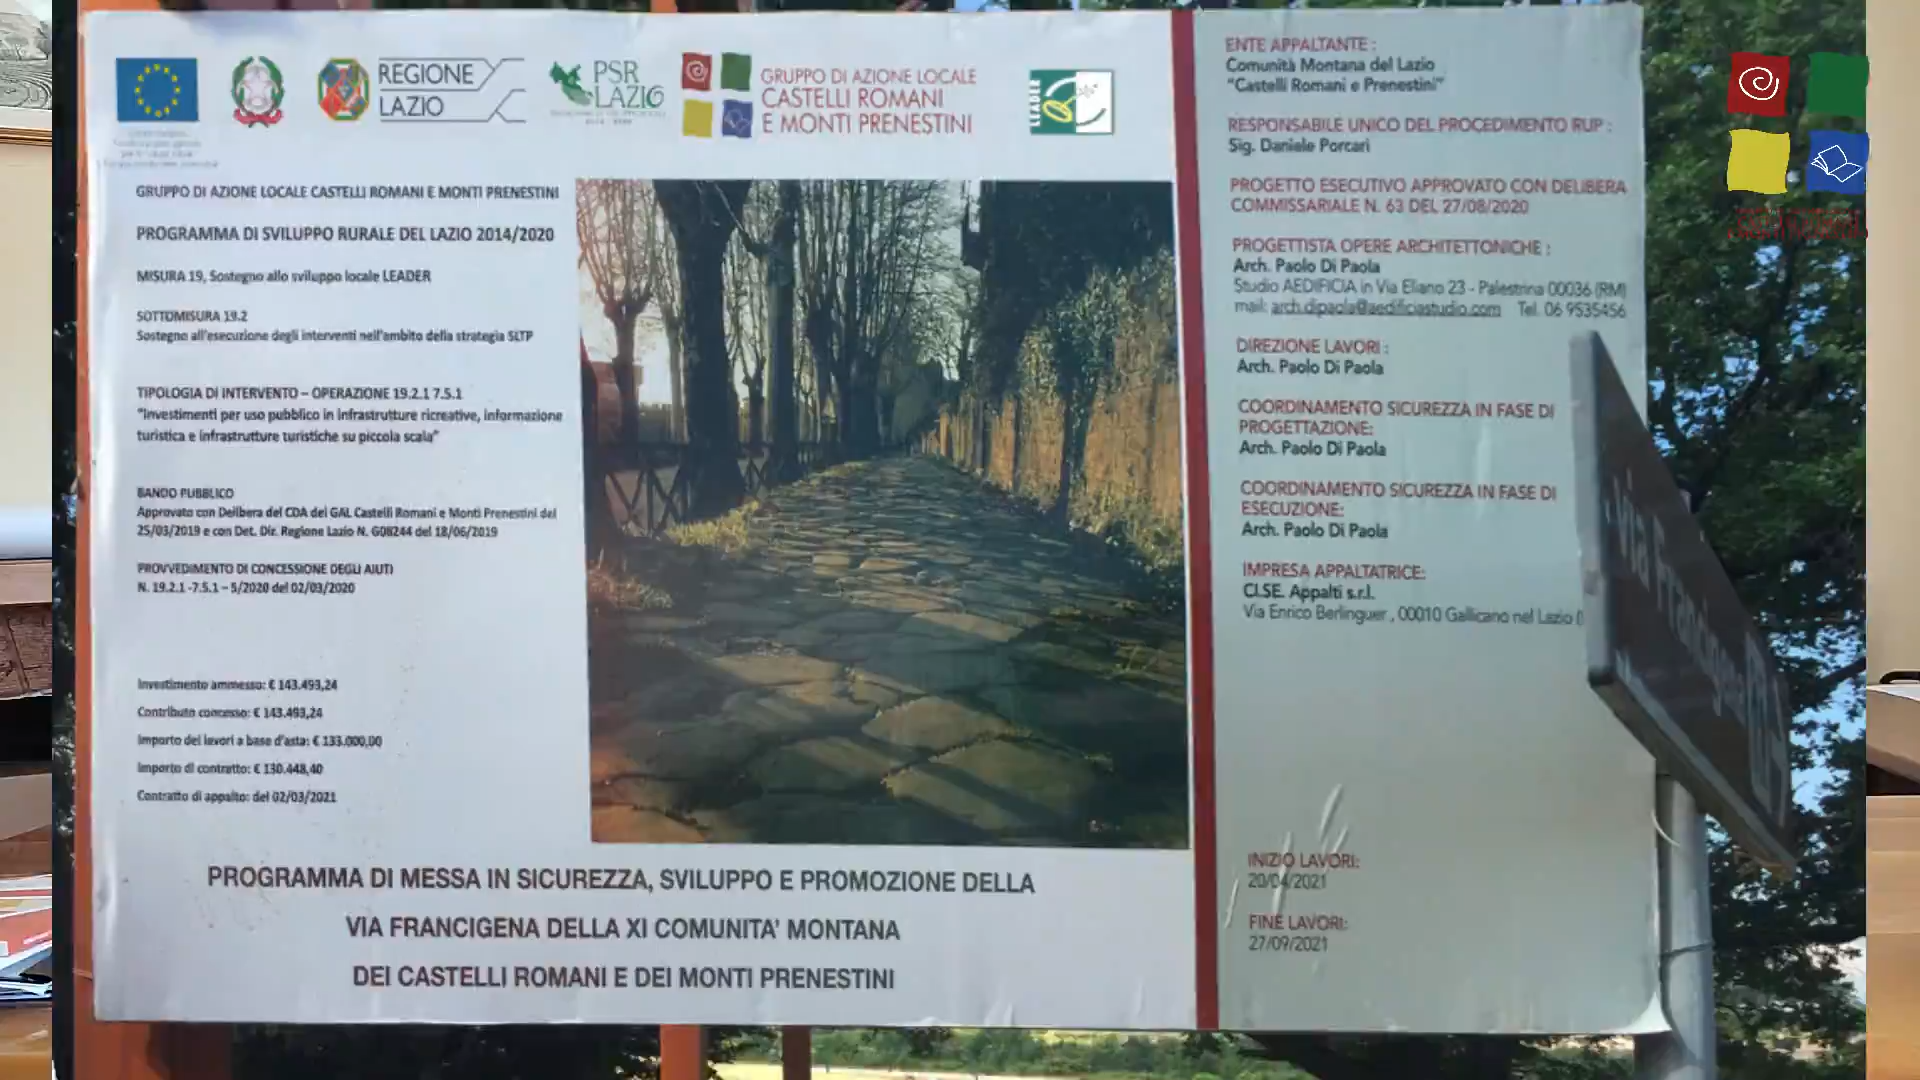 REGIONE
LAZIO
PSR
LAZIO
GRUPPO DI AZIONE LOCALE
CASTELLI ROMANI
E MONTI PRENESTINI
LEADER
GRUPPO DI AZIONE LOCALE CASTELLI ROMANI E MONTI PRENESTINI
PROGRAMMA DI SVILUPPO RURALE DEL LAZIO 2014/2020
MISURA 19, Sostegno allo sviluppo locale LEADER
SOTTOMISURA 19.2
Sostegno all'esecuzione degli interventi nell'ambito della strategia SLTP
TIPOLOGIA DI INTERVENTO – OPERAZIONE 19.2.1 7.5.1
"Investimenti per uso pubblico in infrastrutture ricreative, informazione
turistica e infrastrutture turistiche su piccola scala"
BANDO PUBBLICO
Approvato con Delibera del CDA del GAL Castelli Romani e Monti Prenestini del
25/03/2019 e con Det. Dir. Regione Lazio N. G08244 del 18/06/2019
PROVVEDIMENTO DI CONCESSIONE DEGLI AIUTI
N. 19.2.1 -7.5.1 – 5/2020 del 02/03/2020
Investimento ammesso: € 143.493,24
Contributo concesso: € 143.493,24
Importo dei lavori a base d'asta: € 133.000,00
Importo di contratto: € 130.448,40
Contratto di appalto: del 02/03/2021
PROGRAMMA DI MESSA IN SICUREZZA, SVILUPPO E PROMOZIONE DELLA
VIA FRANCIGENA DELLA XI COMUNITA' MONTANA
DEI CASTELLI ROMANI E DEI MONTI PRENESTINI
ENTE APPALTANTE :
Comunità Montana del Lazio
"Castelli Romani e Prenestini"
RESPONSABILE UNICO DEL PROCEDIMENTO RUP :
Sig. Daniele Porcari
PROGETTO ESECUTIVO APPROVATO CON DELIBERA
COMMISSARIALE N. 63 DEL 27/08/2020
PROGETTISTA OPERE ARCHITETTONICHE :
Arch. Paolo Di Paola
Studio AEDIFICIA in Via Eliano 23 - Palestrina 00036 (RM)
mail: arch.dipaola@aedificiastudio.com Tel. 06 9535456
DIREZIONE LAVORI :
Arch. Paolo Di Paola
COORDINAMENTO SICUREZZA IN FASE DI
PROGETTAZIONE:
Arch. Paolo Di Paola
COORDINAMENTO SICUREZZA IN FASE DI
ESECUZIONE:
Arch. Paolo Di Paola
IMPRESA APPALTATRICE:
CI.SE. Appalti s.r.l.
Via Enrico Berlinguer , 00010 Gallicano nel Lazio
INIZIO LAVORI:
20/04/2021
FINE LAVORI:
27/09/2021
Via Francigena